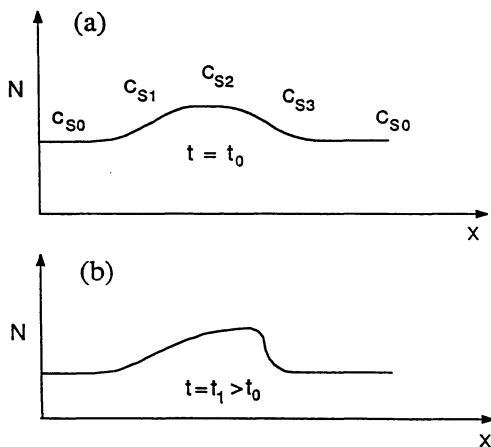 (a)
N
C_S0 C_S1 C_S2 C_S3 C_S0
t = t_0
X
(b)
N
t=t_1 >t_0
X